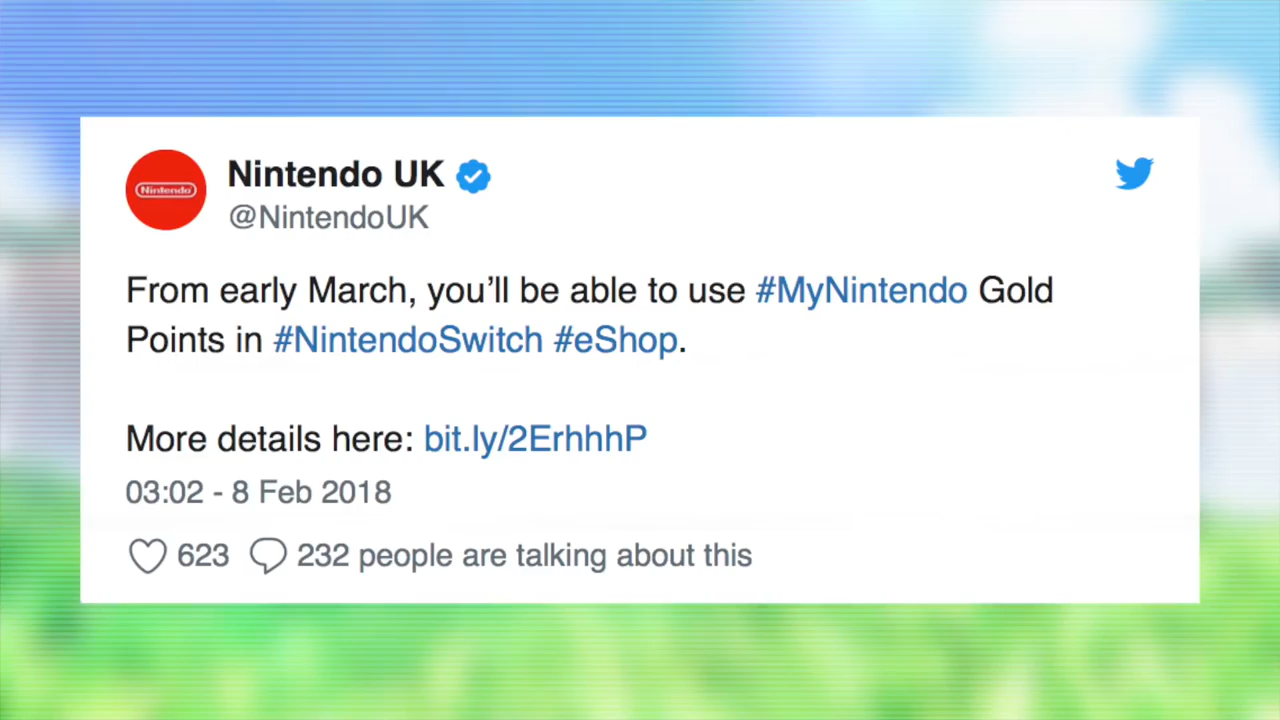 Nintendo
Nintendo UK
@NintendoUK
From early March, you’ll be able to use #MyNintendo Gold
Points in #NintendoSwitch #eShop.
More details here: bit.ly/2ErhhhP
03:02 - 8 Feb 2018
623 232 people are talking about this